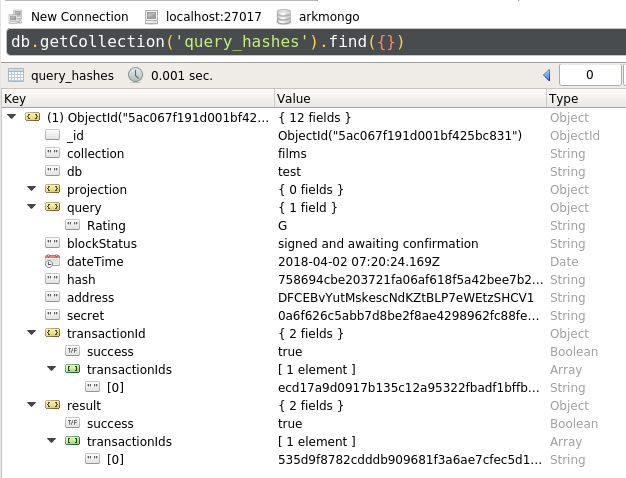 New Connection localhost:27017 arkmongo
db.getCollection('query_hashes').find({})
query_hashes 0.001 sec. 0
Key Value Type
(1) ObjectId("5ac067f191d001bf42... { 12 fields } Object
_id ObjectId("5ac067f191d001bf425bc831") ObjectId
collection films String
db test String
projection { 0 fields } Object
query { 1 field } Object
Rating G String
blockStatus signed and awaiting confirmation String
dateTime 2018-04-02 07:20:24.169Z Date
hash 758694cbe203721fa06af618f5a42bee7b2... String
address DFCEBvYutMskescNdKZtBLP7eWEtzSHCV1 String
secret 0a6f626c5abb7d8be2f8ae4298962fc88fe... String
transactionId { 2 fields } Object
T/F success true Boolean
transactionIds [ 1 element ] Array
[0] ecd17a9d0917b135c12a95322fbadf1bffb... String
result { 2 fields } Object
T/F success true Boolean
transactionIds [ 1 element ] Array
[0] 535d9f8782cdddb909681f3a6ae7cfec5d1... String